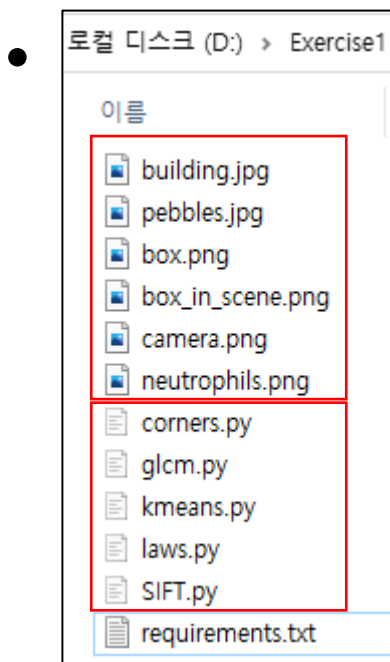 로컬 디스크 (D:) > Exercise1
이름
building.jpg
pebbles.jpg
box.png
box_in_scene.png
camera.png
neutrophils.png
corners.py
glcm.py
kmeans.py
laws.py
SIFT.py
requirements.txt